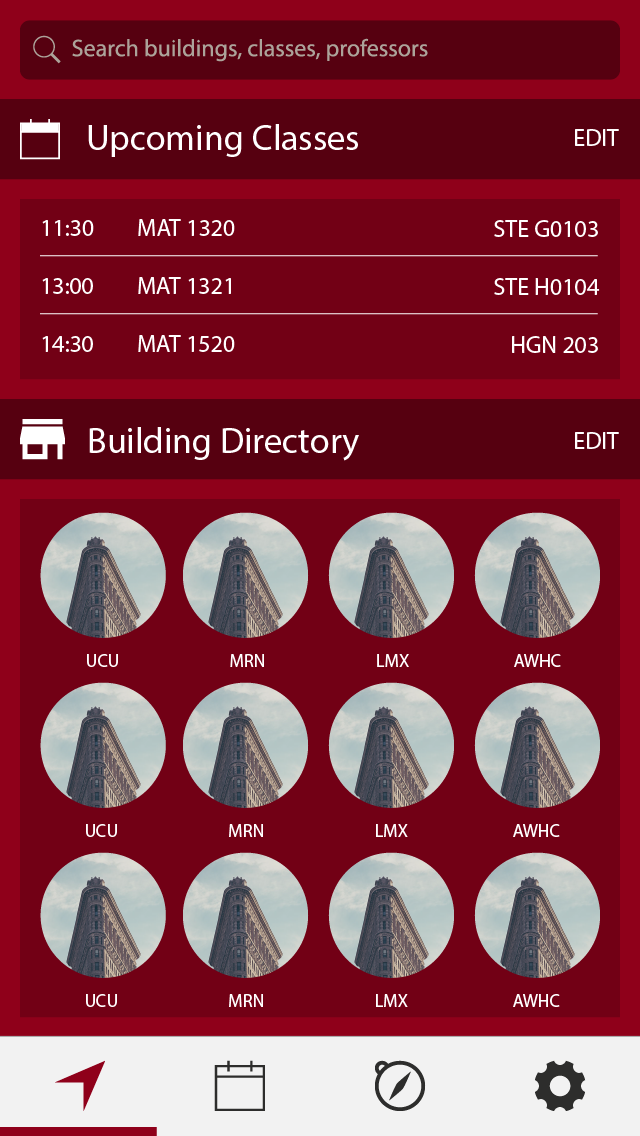 Search buildings, classes, professors
Upcoming Classes EDIT
11:30 MAT 1320 STE G0103
13:00 MAT 1321 STE H0104
14:30 MAT 1520 HGN 203
Building Directory EDIT
UCU MRN LMX AWHC
UCU MRN LMX AWHC
UCU MRN LMX AWHC